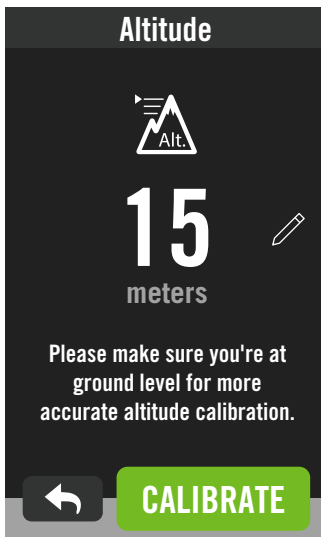 Altitude
Alt.
15
meters
Please make sure you're at
ground level for more
accurate altitude calibration.
CALIBRATE